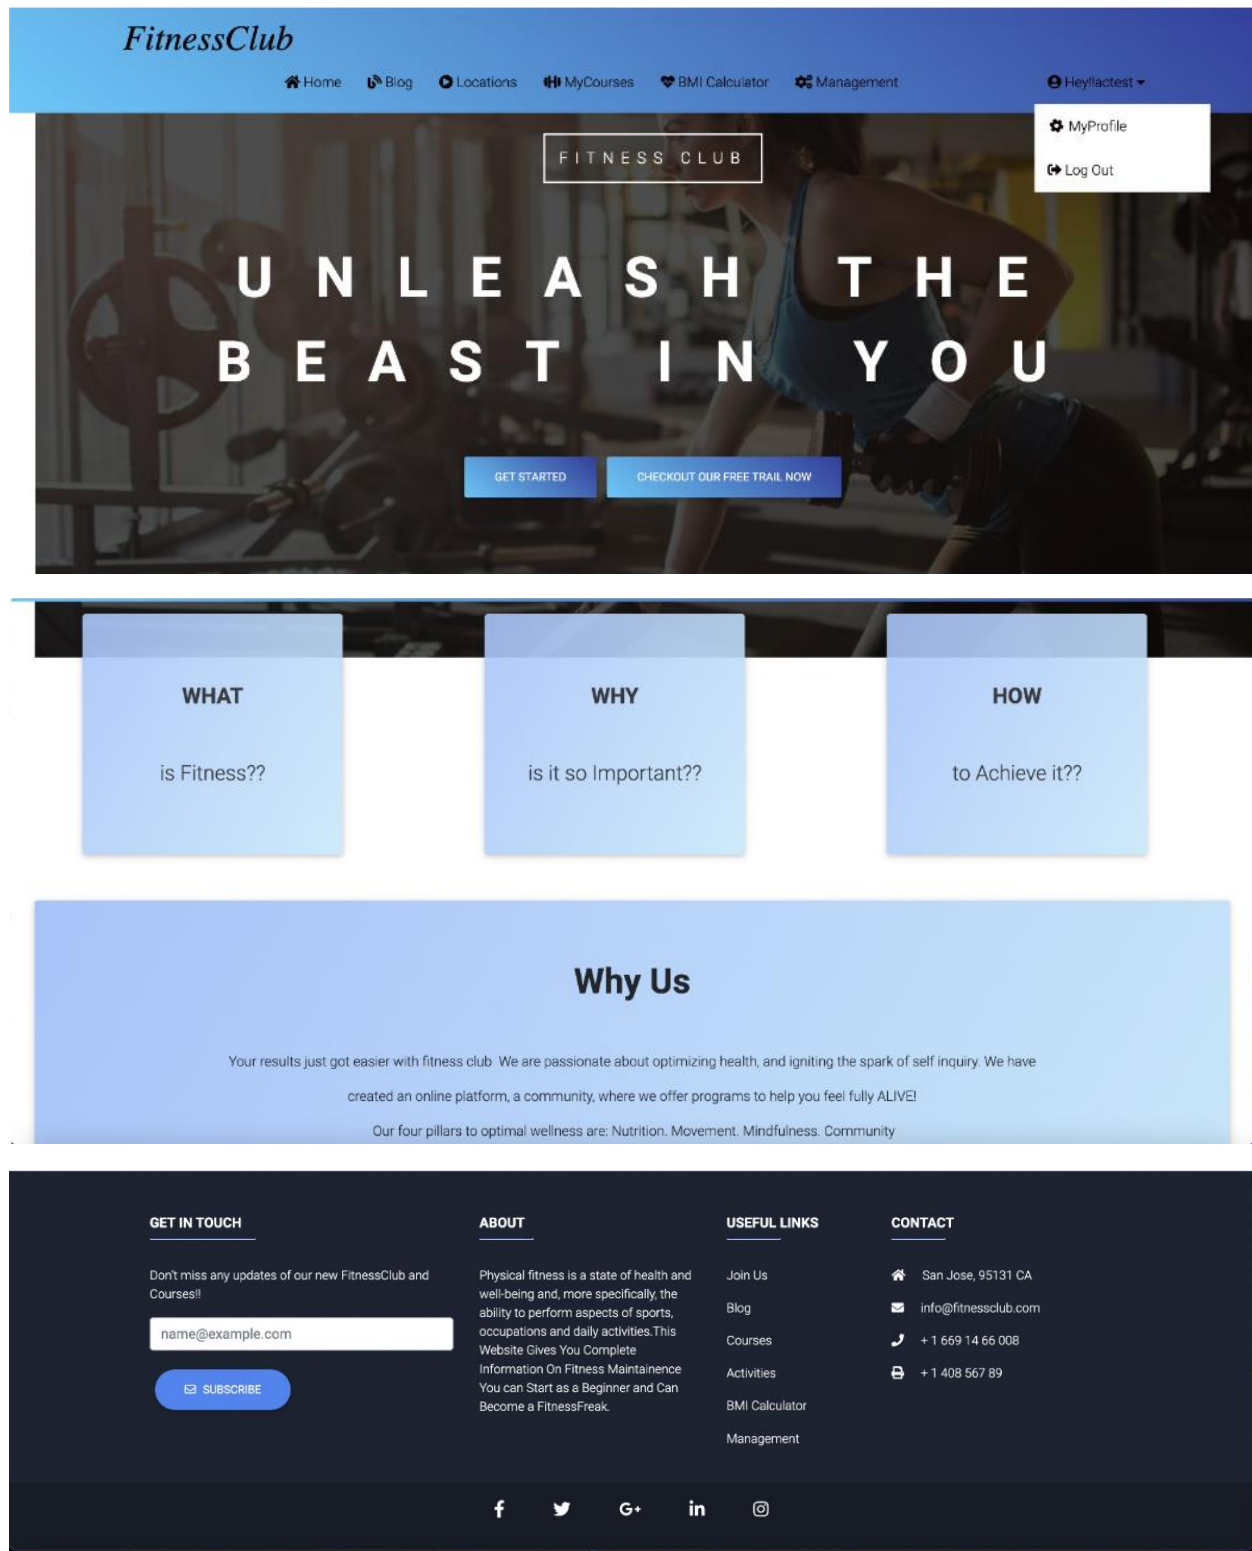 FitnessClub
Home Blog Locations MyCourses BMI Calculator Management Hey!!actest
MyProfile
Log Out
FITNESS CLUB
UNLEASH THE
BEAST IN YOU
GET STARTED CHECKOUT OUR FREE TRAIL NOW
WHAT
is Fitness??
WHY
is it so Important??
HOW
to Achieve it??
Why Us
Your results just got easier with fitness club We are passionate about optimizing health, and igniting the spark of self inquiry. We have
created an online platform, a community, where we offer programs to help you feel fully ALIVE!
Our four pillars to optimal wellness are: Nutrition. Movement. Mindfulness. Community
GET IN TOUCH
Don't miss any updates of our new FitnessClub and
Courses!!
name@example.com
SUBSCRIBE
ABOUT
Physical fitness is a state of health and
well-being and, more specifically, the
ability to perform aspects of sports,
occupations and daily activities.This
Website Gives You Complete
Information On Fitness Maintainence
You can Start as a Beginner and Can
Become a FitnessFreak.
USEFUL LINKS
Join Us
Blog
Courses
Activities
BMI Calculator
Management
CONTACT
San Jose, 95131 CA
info@fitnessclub.com
+ 1 669 14 66 008
+ 1 408 567 89